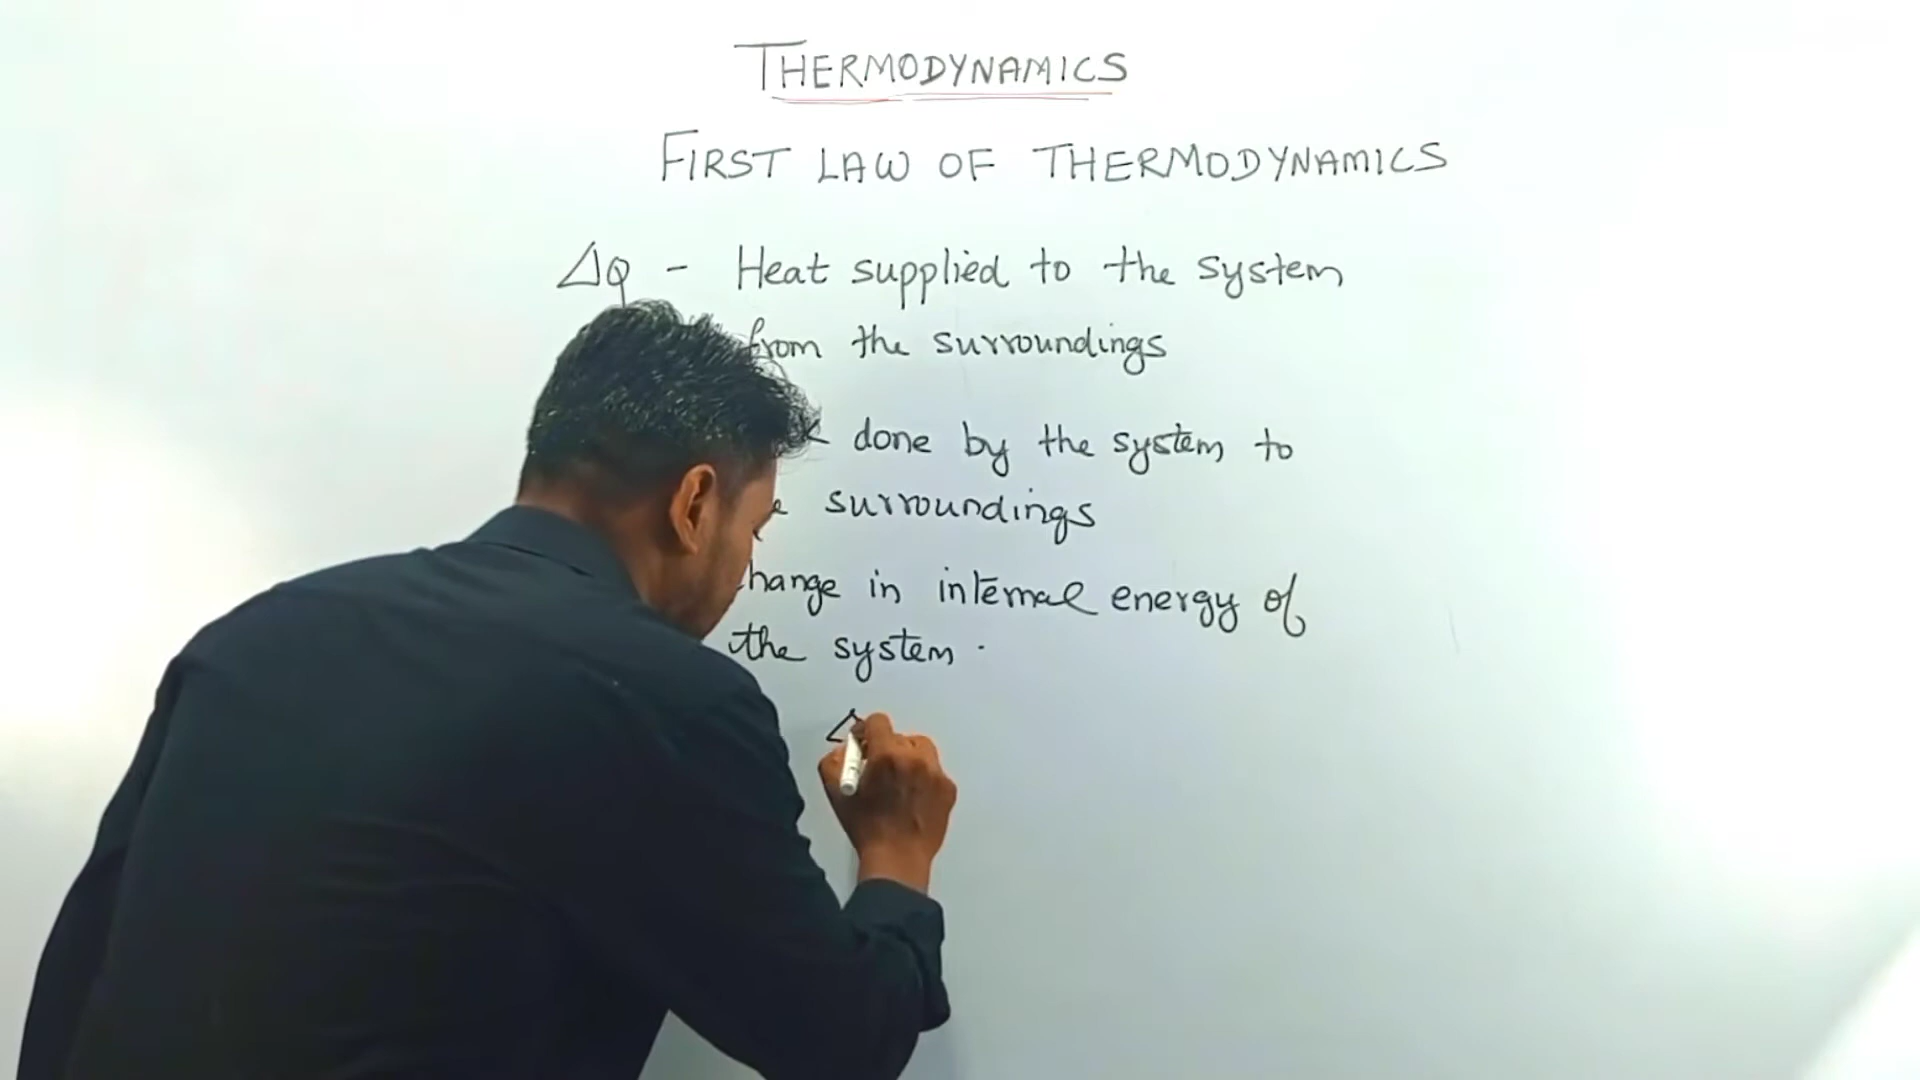 THERMODYNAMICS
FIRST LAW OF THERMODYNAMICS
ΔQ - Heat supplied to the system
from the surroundings
done by the system to
surroundings
hange in internal energy of
the system .
Δ